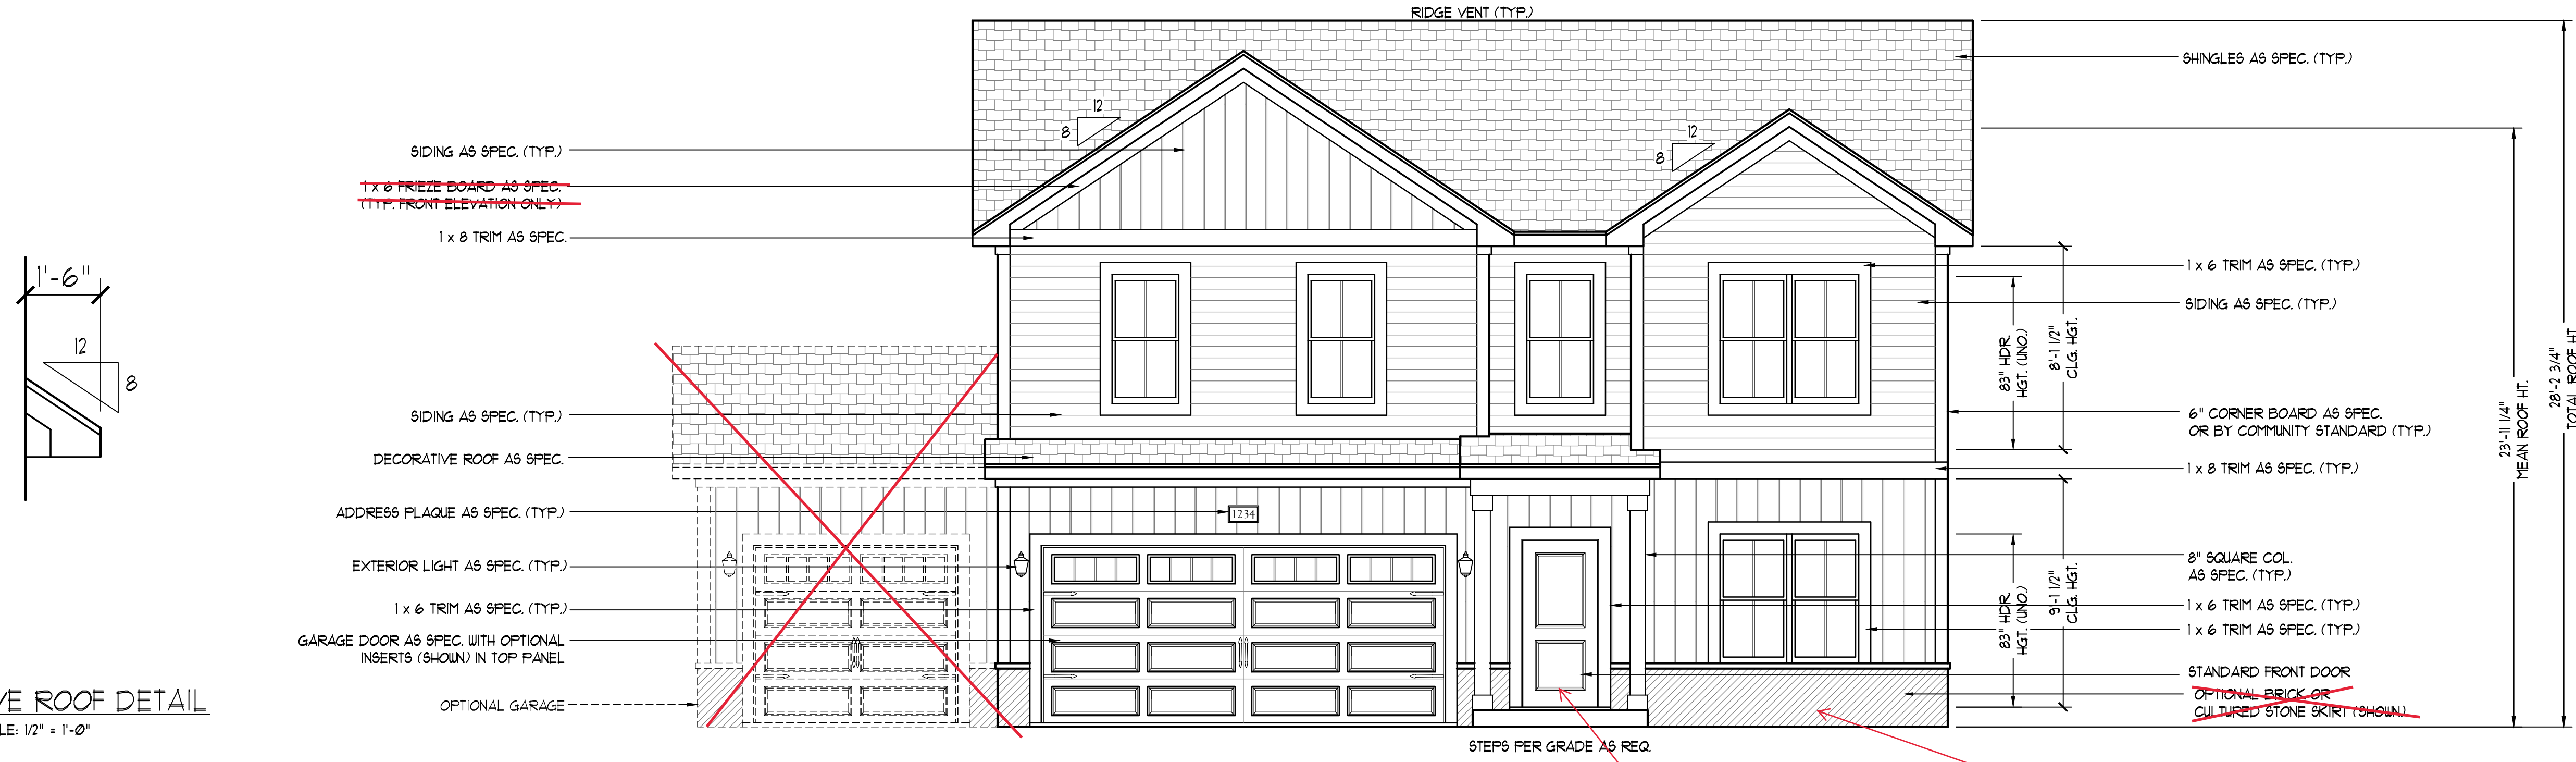 RIDGE VENT (TYP.)
SHINGLES AS SPEC. (TYP.)
12
8
12
8
SIDING AS SPEC. (TYP.)
1 x 6 FRIEZE BOARD AS SPEC.
(TYP. FRONT ELEVATION ONLY)
1 x 8 TRIM AS SPEC.
1'-6"
12
8
1 x 6 TRIM AS SPEC. (TYP.)
SIDING AS SPEC. (TYP.)
83" HDR.
HGT. (UNO.)
8'-1 1/2"
CLG. HGT.
SIDING AS SPEC. (TYP.)
6" CORNER BOARD AS SPEC.
OR BY COMMUNITY STANDARD (TYP.)
23'-11 1/4"
MEAN ROOF HT.
28'-2 3/4"
TOTAL ROOF HT.
DECORATIVE ROOF AS SPEC.
1 x 8 TRIM AS SPEC. (TYP.)
ADDRESS PLAQUE AS SPEC. (TYP.)
1234
EXTERIOR LIGHT AS SPEC. (TYP.)
8" SQUARE COL.
AS SPEC. (TYP.)
83" HDR.
HGT. (UNO.)
9'-1 1/2"
CLG. HGT.
1 x 6 TRIM AS SPEC. (TYP.)
1 x 6 TRIM AS SPEC. (TYP.)
1 x 6 TRIM AS SPEC. (TYP.)
GARAGE DOOR AS SPEC. WITH OPTIONAL
INSERTS (SHOWN) IN TOP PANEL
STANDARD FRONT DOOR
OPTIONAL BRICK OR
CULTURED STONE SKIRT (SHOWN)
OPTIONAL GARAGE
VE ROOF DETAIL
LE: 1/2" = 1'-0"
STEPS PER GRADE AS REQ.